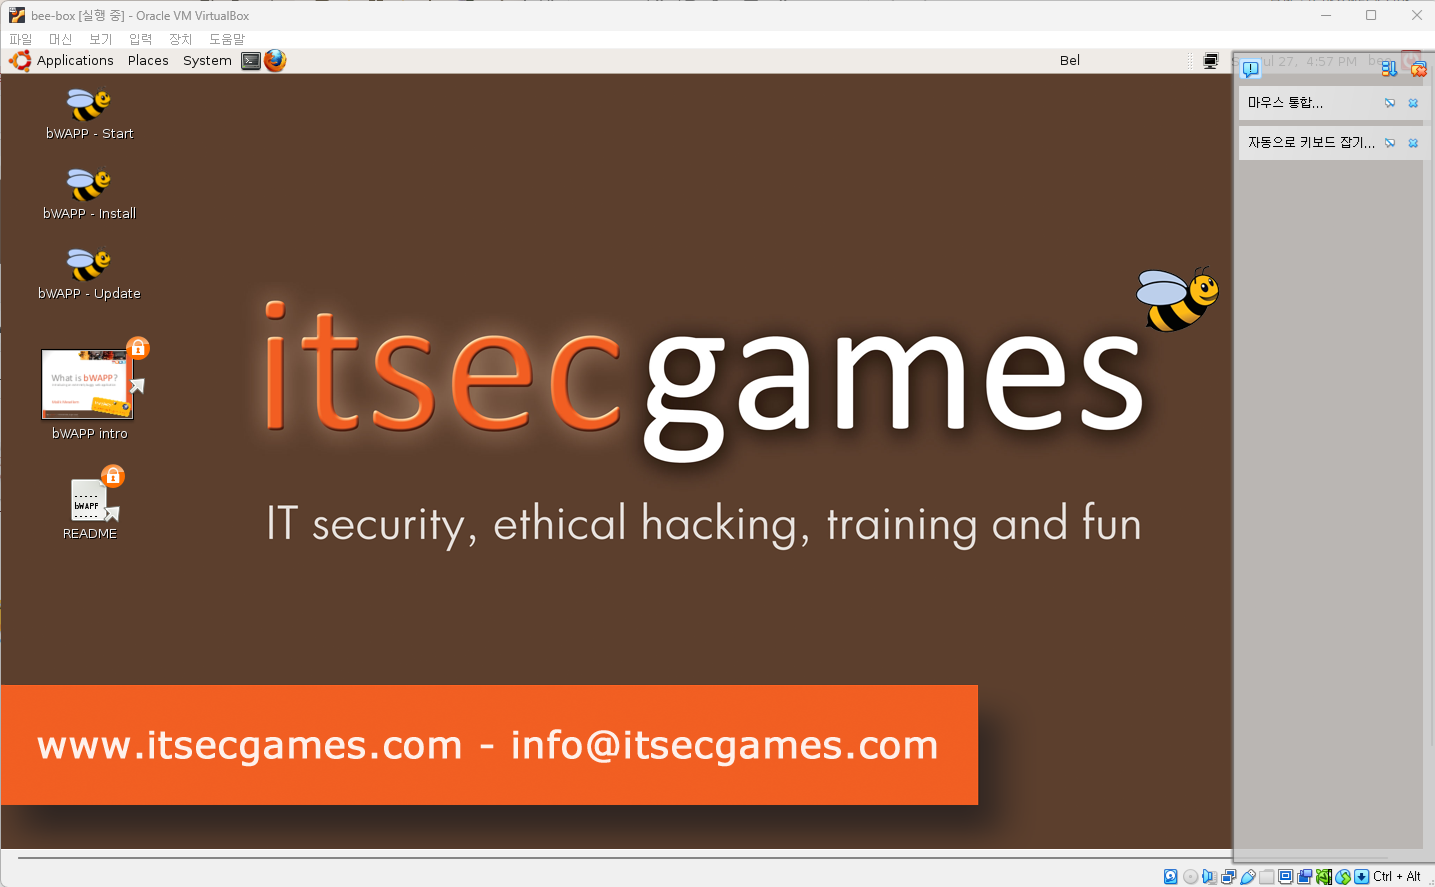 bee-box [실행 중] - Oracle VM VirtualBox
파일 머신 보기 입력 장치 도움말
Applications Places System Bel Jul 27, 4:57 PM bee
마우스 통합...
자동으로 키보드 잡기...
bWAPP - Start
bWAPP - Install
bWAPP - Update
What is bWAPP?
bWAPP intro
bWAPP
README
itsecgames
IT security, ethical hacking, training and fun
www.itsecgames.com - info@itsecgames.com
Ctrl + Alt